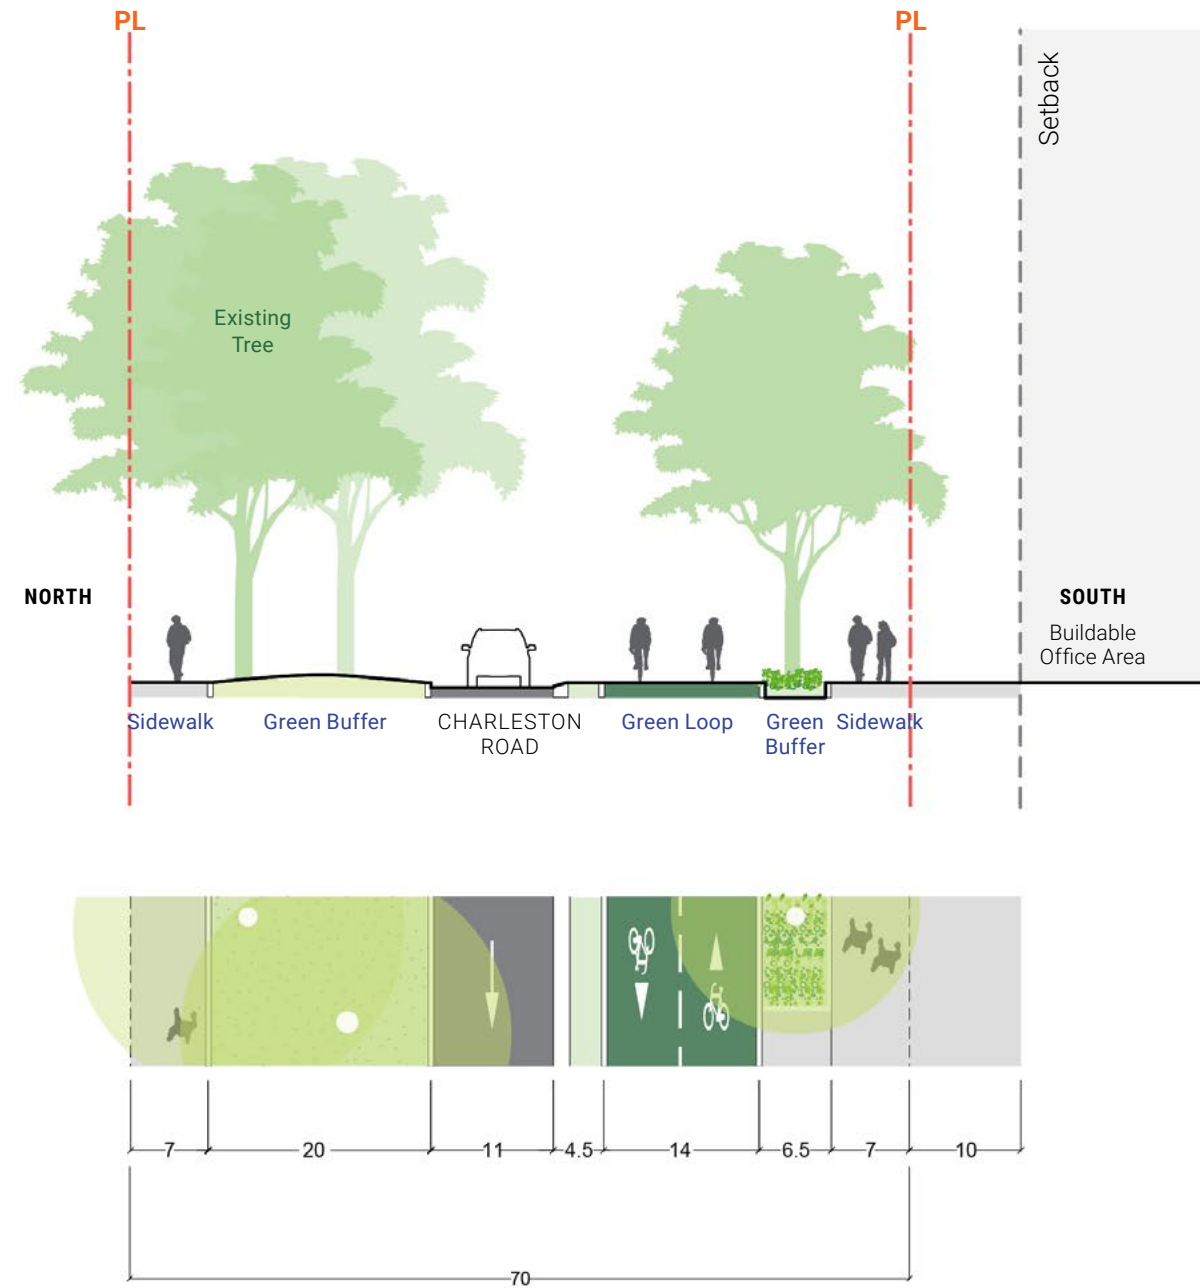 PL
PL
Setback
Existing
Tree
NORTH
SOUTH
Buildable
Office Area
Sidewalk
Green Buffer
CHARLESTON
ROAD
Green Loop
Green
Buffer
Sidewalk
7
20
11
4.5
14
6.5
7
10
70